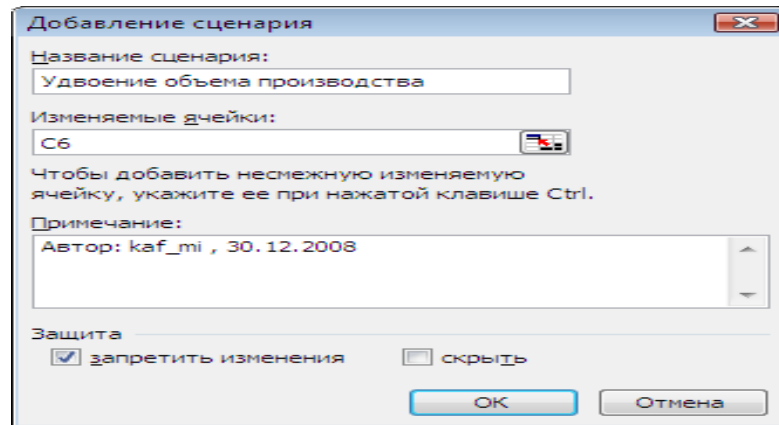 Добавление сценария
Название сценария:
Удвоение объема производства
Изменяемые ячейки:
C6
Чтобы добавить несмежную изменяемую
ячейку, укажите ее при нажатой клавише Ctrl.
Примечание:
Автор: kaf_mi , 30.12.2008
Защита
запретить изменения скрыть
ОК Отмена